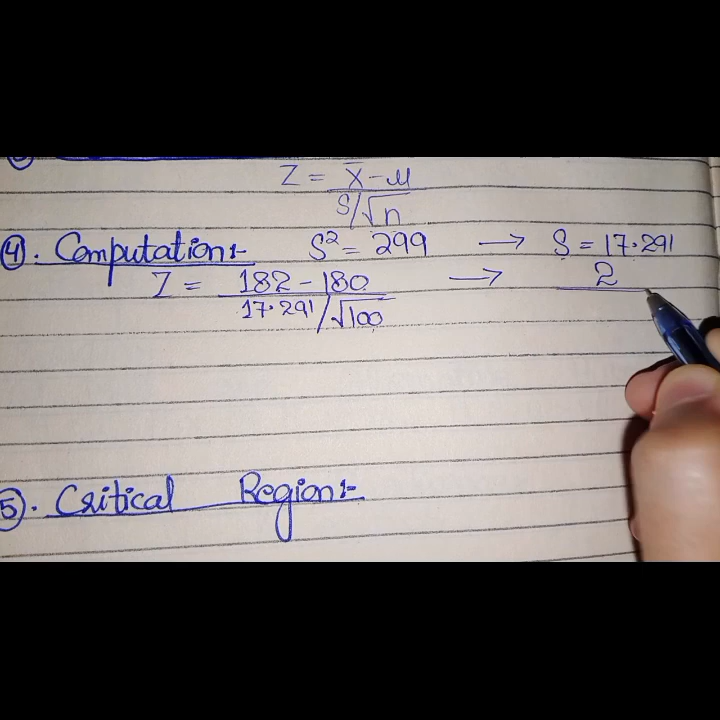 Z = X̄ - μ
S/√n
4. Computation:- S² = 299 → S = 17.291
Z = 182 - 180 → 2
17.291/√100
5. Critical Region:-